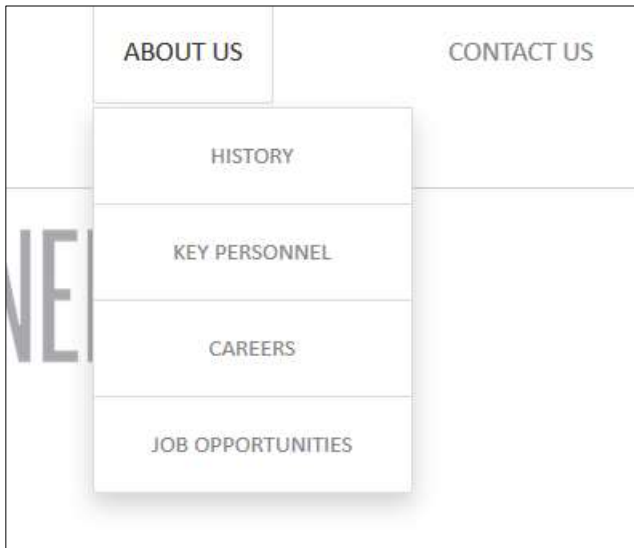 ABOUT US
CONTACT US
HISTORY
KEY PERSONNEL
CAREERS
JOB OPPORTUNITIES